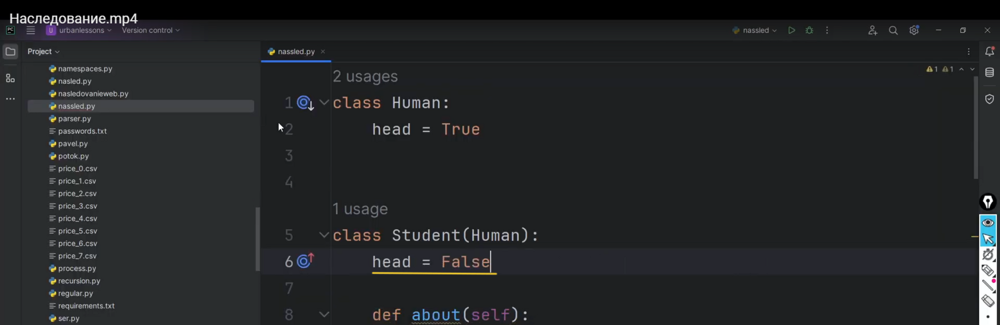 Наследование.mp4
PC
U urbanlessons
Version control
nassled
Project
nassled.py
namespaces.py
nasled.py
nasledovanieweb.py
nassled.py
parser.py
passwords.txt
pavel.py
potok.py
price_0.csv
price_1.csv
price_2.csv
price_3.csv
price_4.csv
price_5.csv
price_6.csv
price_7.csv
process.py
recursion.py
regular.py
requirements.txt
ser.py
1 1
2 usages
1 class Human:
2 head = True
3
4
1 usage
5 class Student(Human):
6 head = False
7
8 def about(self):